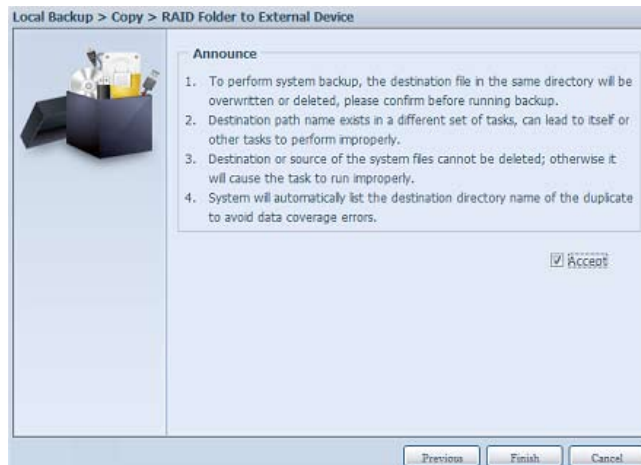 Local Backup > Copy > RAID Folder to External Device
Announce
1. To perform system backup, the destination file in the same directory will be
overwritten or deleted, please confirm before running backup.
2. Destination path name exists in a different set of tasks, can lead to itself or
other tasks to perform improperly.
3. Destination or source of the system files cannot be deleted; otherwise it
will cause the task to run improperly.
4. System will automatically list the destination directory name of the duplicate
to avoid data coverage errors.
Accept
Previous Finish Cancel